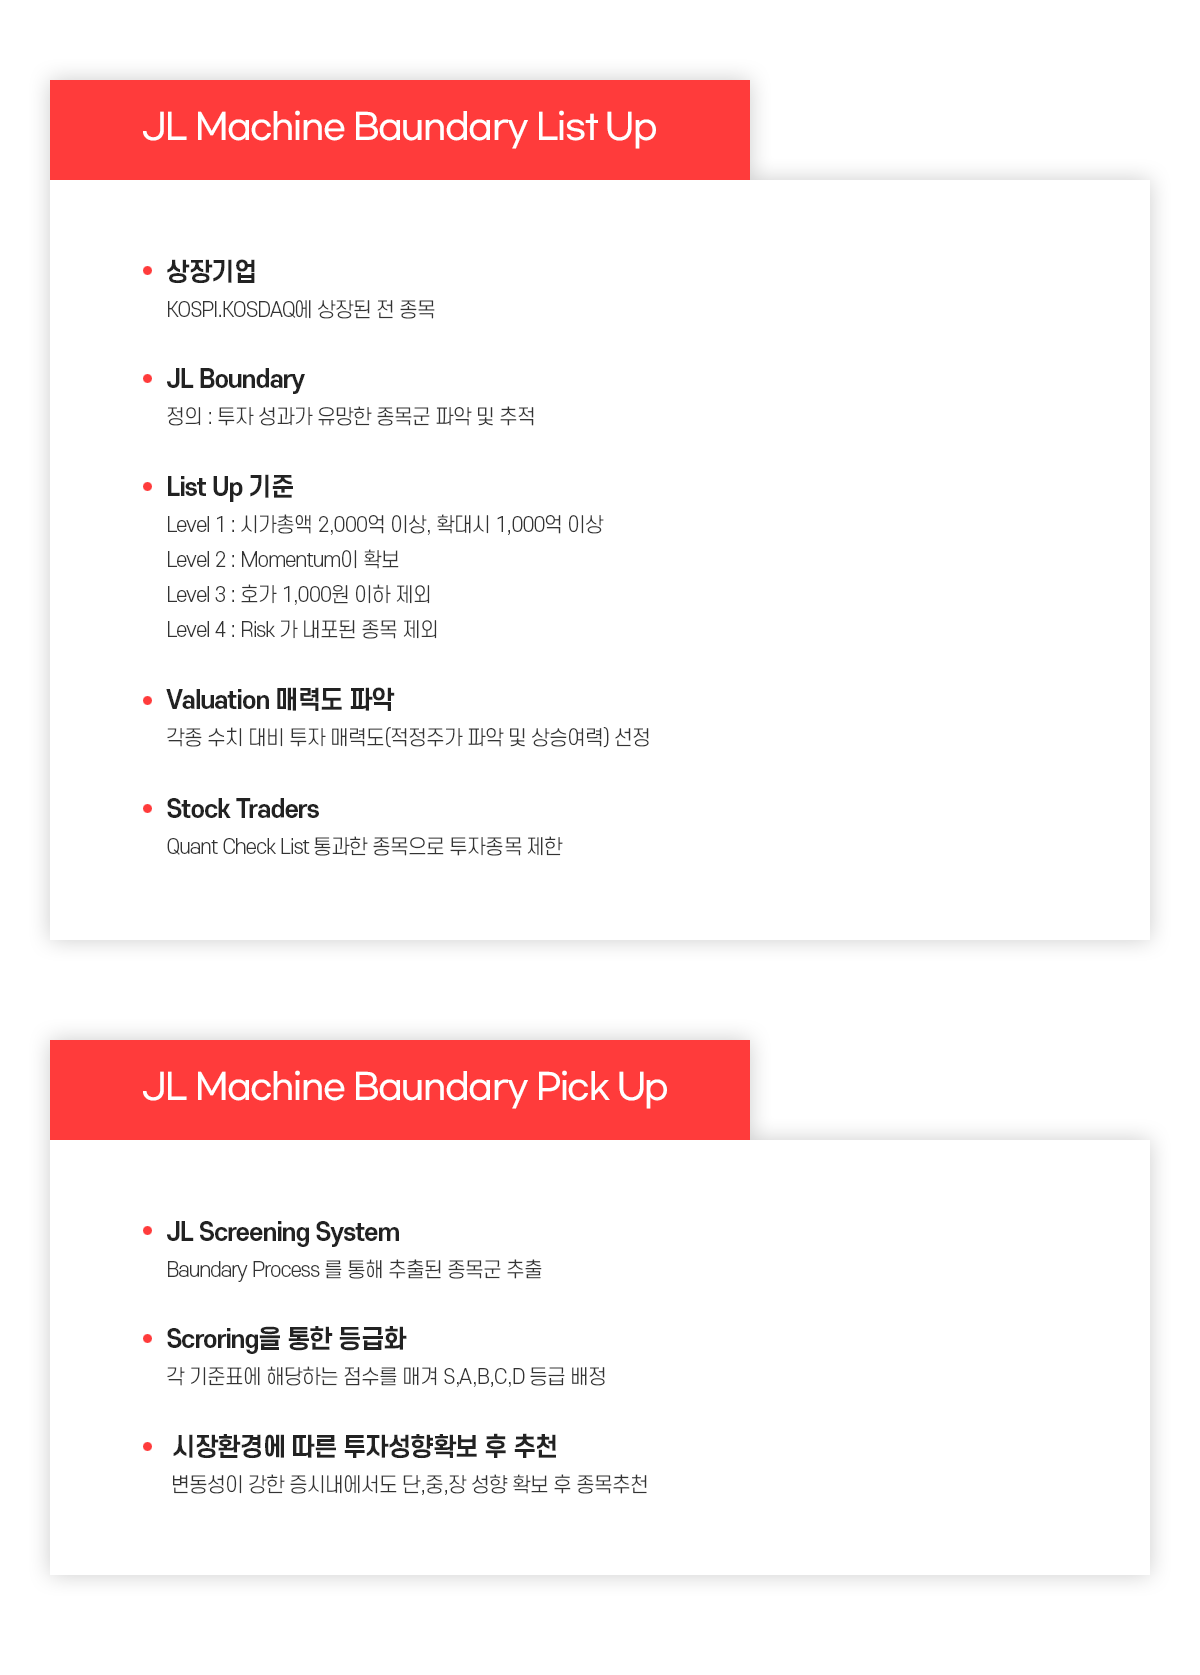 JL Machine Baundary List Up
상장기업
KOSPI.KOSDAQ에 상장된 전 종목
JL Boundary
정의 : 투자 성과가 유망한 종목군 파악 및 추적
List Up 기준
Level 1 : 시가총액 2,000억 이상, 확대시 1,000억 이상
Level 2 : Momentum이 확보
Level 3 : 호가 1,000원 이하 제외
Level 4 : Risk 가 내포된 종목 제외
Valuation 매력도 파악
각종 수치 대비 투자 매력도(적정주가 파악 및 상승여력) 선정
Stock Traders
Quant Check List 통과한 종목으로 투자종목 제한
JL Machine Baundary Pick Up
JL Screening System
Baundary Process 를 통해 추출된 종목군 추출
Scroring을 통한 등급화
각 기준표에 해당하는 점수를 매겨 S,A,B,C,D 등급 배정
시장환경에 따른 투자성향확보 후 추천
변동성이 강한 증시내에서도 단,중,장 성향 확보 후 종목추천